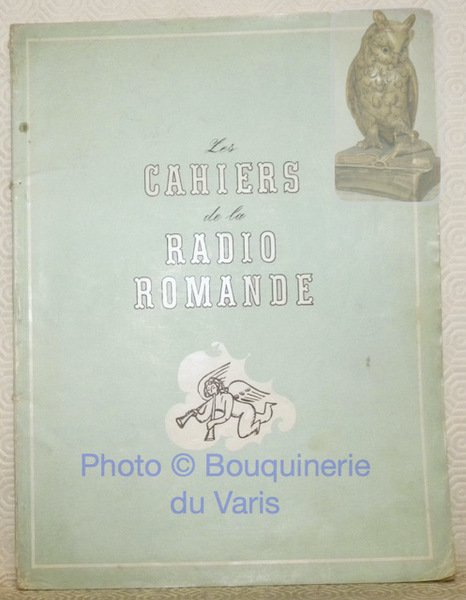 Les
CAHIERS
de la
RADIO
ROMANDE
Photo © Bouquinerie
du Varis